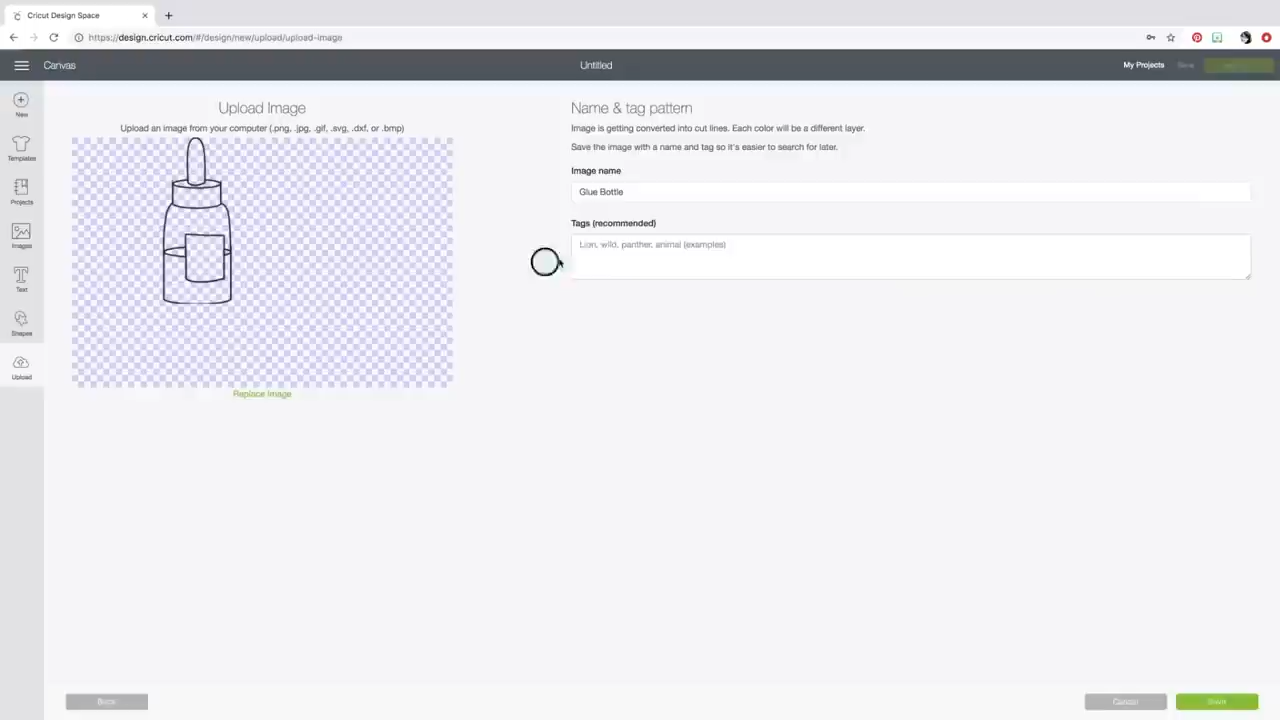 Cricut Design Space
https://design.cricut.com/#/design/new/upload/upload-image
Canvas
Untitled
My Projects
Save
New
Templates
Projects
Images
Text
Shapes
Upload
Upload Image
Upload an image from your computer (.png, .jpg, .gif, .svg, .dxf, or .bmp)
Replace Image
Name & tag pattern
Image is getting converted into cut lines. Each color will be a different layer.
Save the image with a name and tag so it's easier to search for later.
Image name
Glue Bottle
Tags (recommended)
Lion, wild, panther, animal (examples)
Back
Cancel
Save